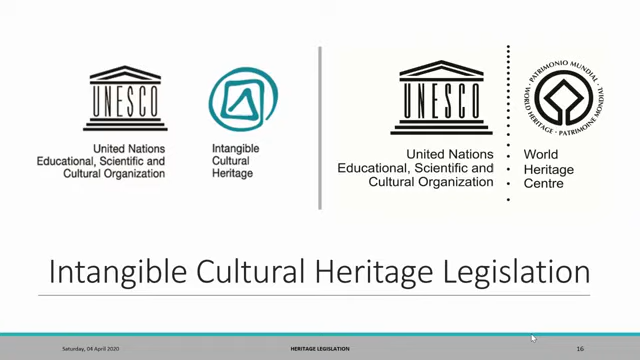 UNESCO
United Nations
Educational, Scientific and
Cultural Organization
Intangible
Cultural
Heritage
UNESCO
United Nations
Educational, Scientific and
Cultural Organization
PATRIMONIO MUNDIAL • WORLD HERITAGE • PATRIMOINE MONDIAL •
World
Heritage
Centre
Intangible Cultural Heritage Legislation
Saturday, 04 April 2020
HERITAGE LEGISLATION
16